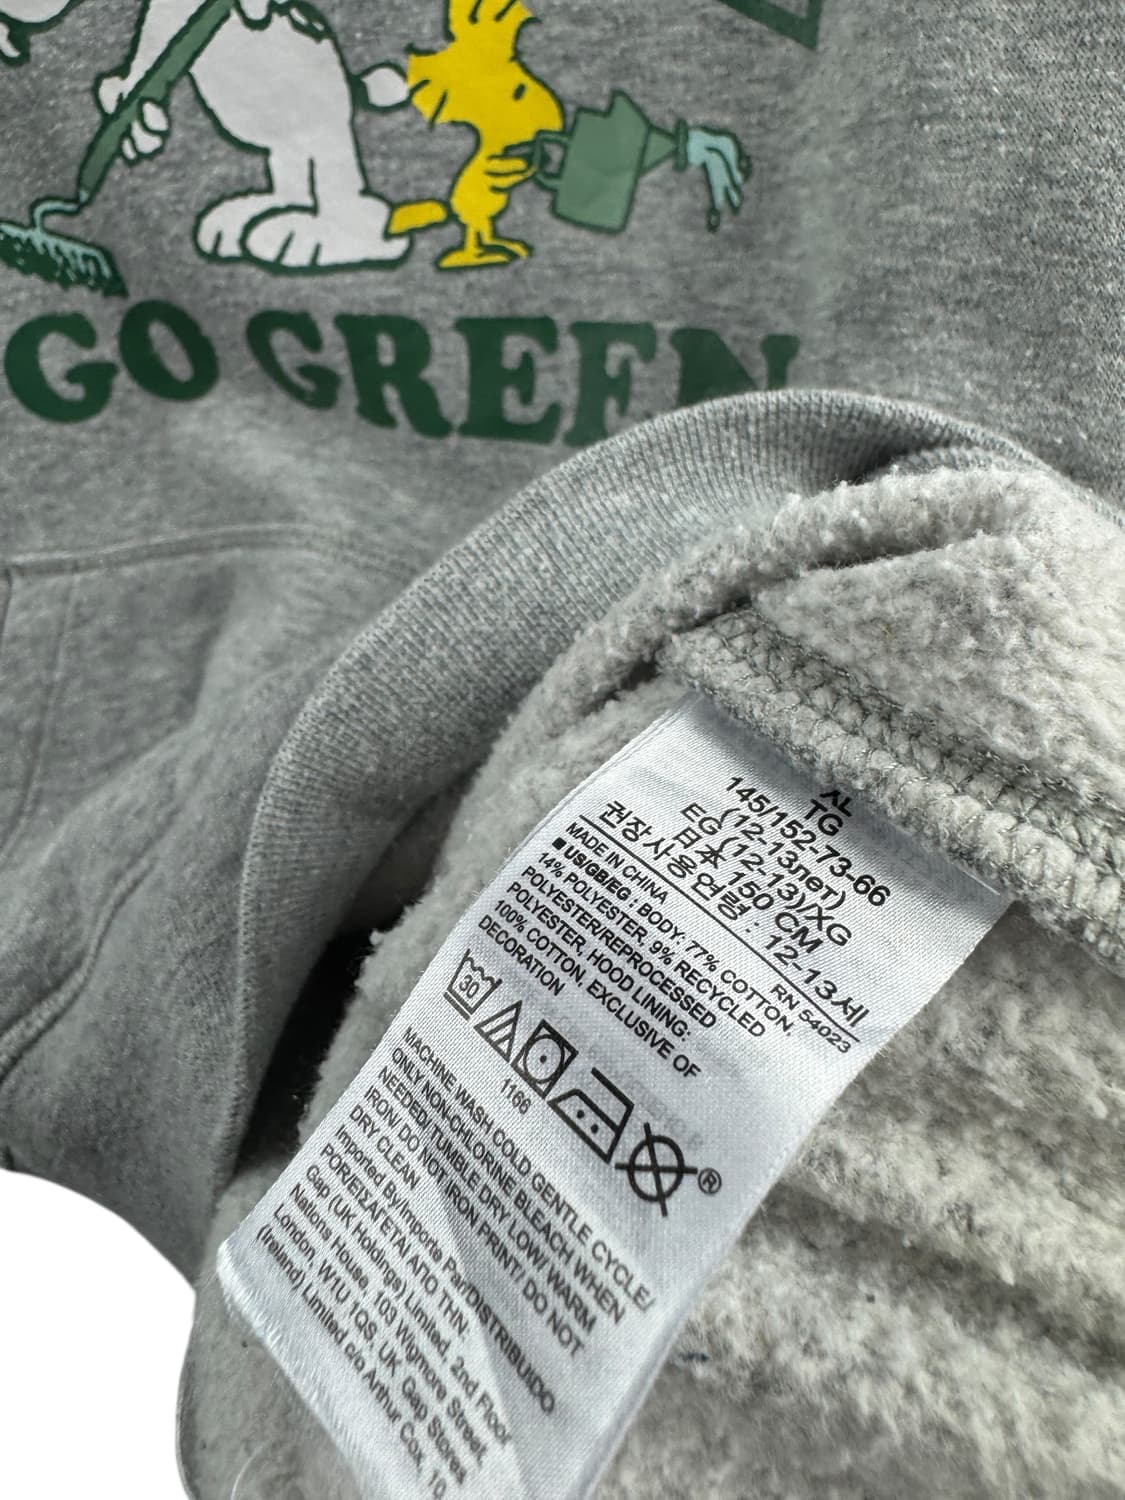 GO GREEN
XL
TG
145/152-73-66
(12-13лет)
EG (12-13)/XG
日本 150 CM
권장사용연령 : 12-13세
MADE IN CHINA RN 54023
■ US/GB/EG : BODY: 77% COTTON,
14% POLYESTER, 9% RECYCLED
POLYESTER/REPROCESSED
POLYESTER, HOOD LINING:
100% COTTON, EXCLUSIVE OF
DECORATION
30
1166
®
MACHINE WASH COLD GENTLE CYCLE/
ONLY NON-CHLORINE BLEACH WHEN
NEEDED/ TUMBLE DRY LOW/ WARM
IRON/ DO NOT IRON PRINT/ DO NOT
DRY CLEAN
Imported By/Importe Par/DISTRIBUIDO
POR/ΕΙΣΑΓΕΤΑΙ ΑΠΟ ΤΗΝ:
Gap (UK Holdings) Limited, 2nd Floor
Nations House, 103 Wigmore Street,
London, W1U 1QS, UK Gap Stores
(Ireland) Limited c/o Arthur Cox, 10